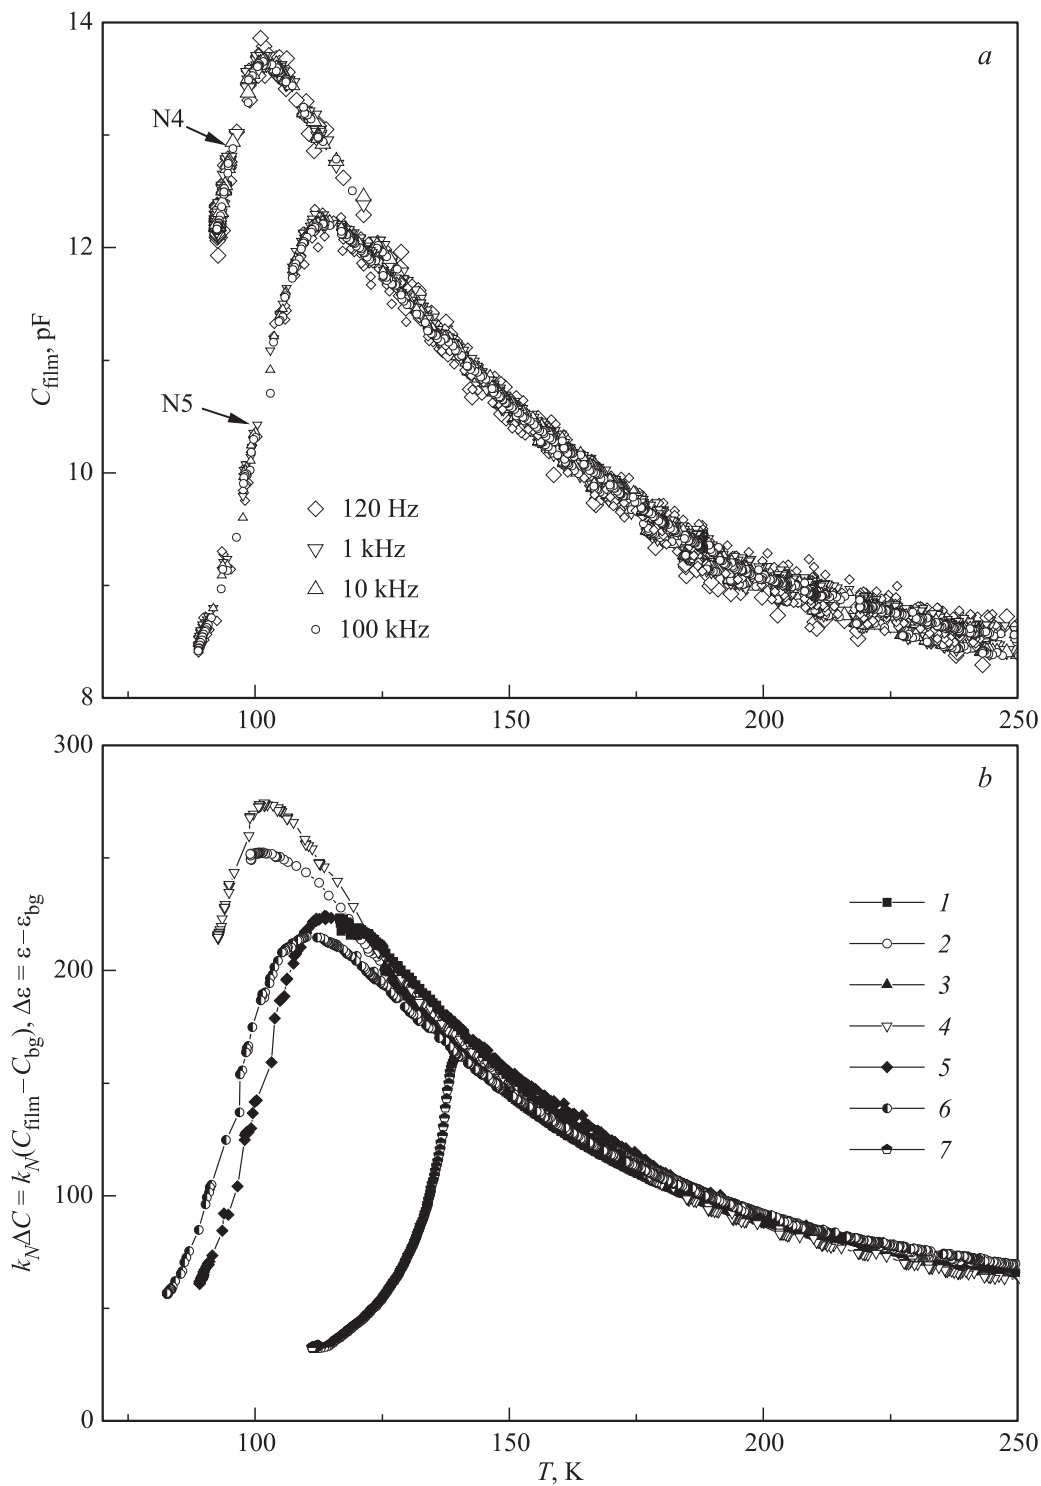 14
a
N4
13
12
C_film, pF
N5
10
120 Hz
1 kHz
10 kHz
100 kHz
8
100 150 200 250
300
b
1
2
3
4
5
6
7
200
k_NΔC = k_N(C_film − C_bg), Δε = ε − ε_bg
100
0
100 150 200 250
T, K